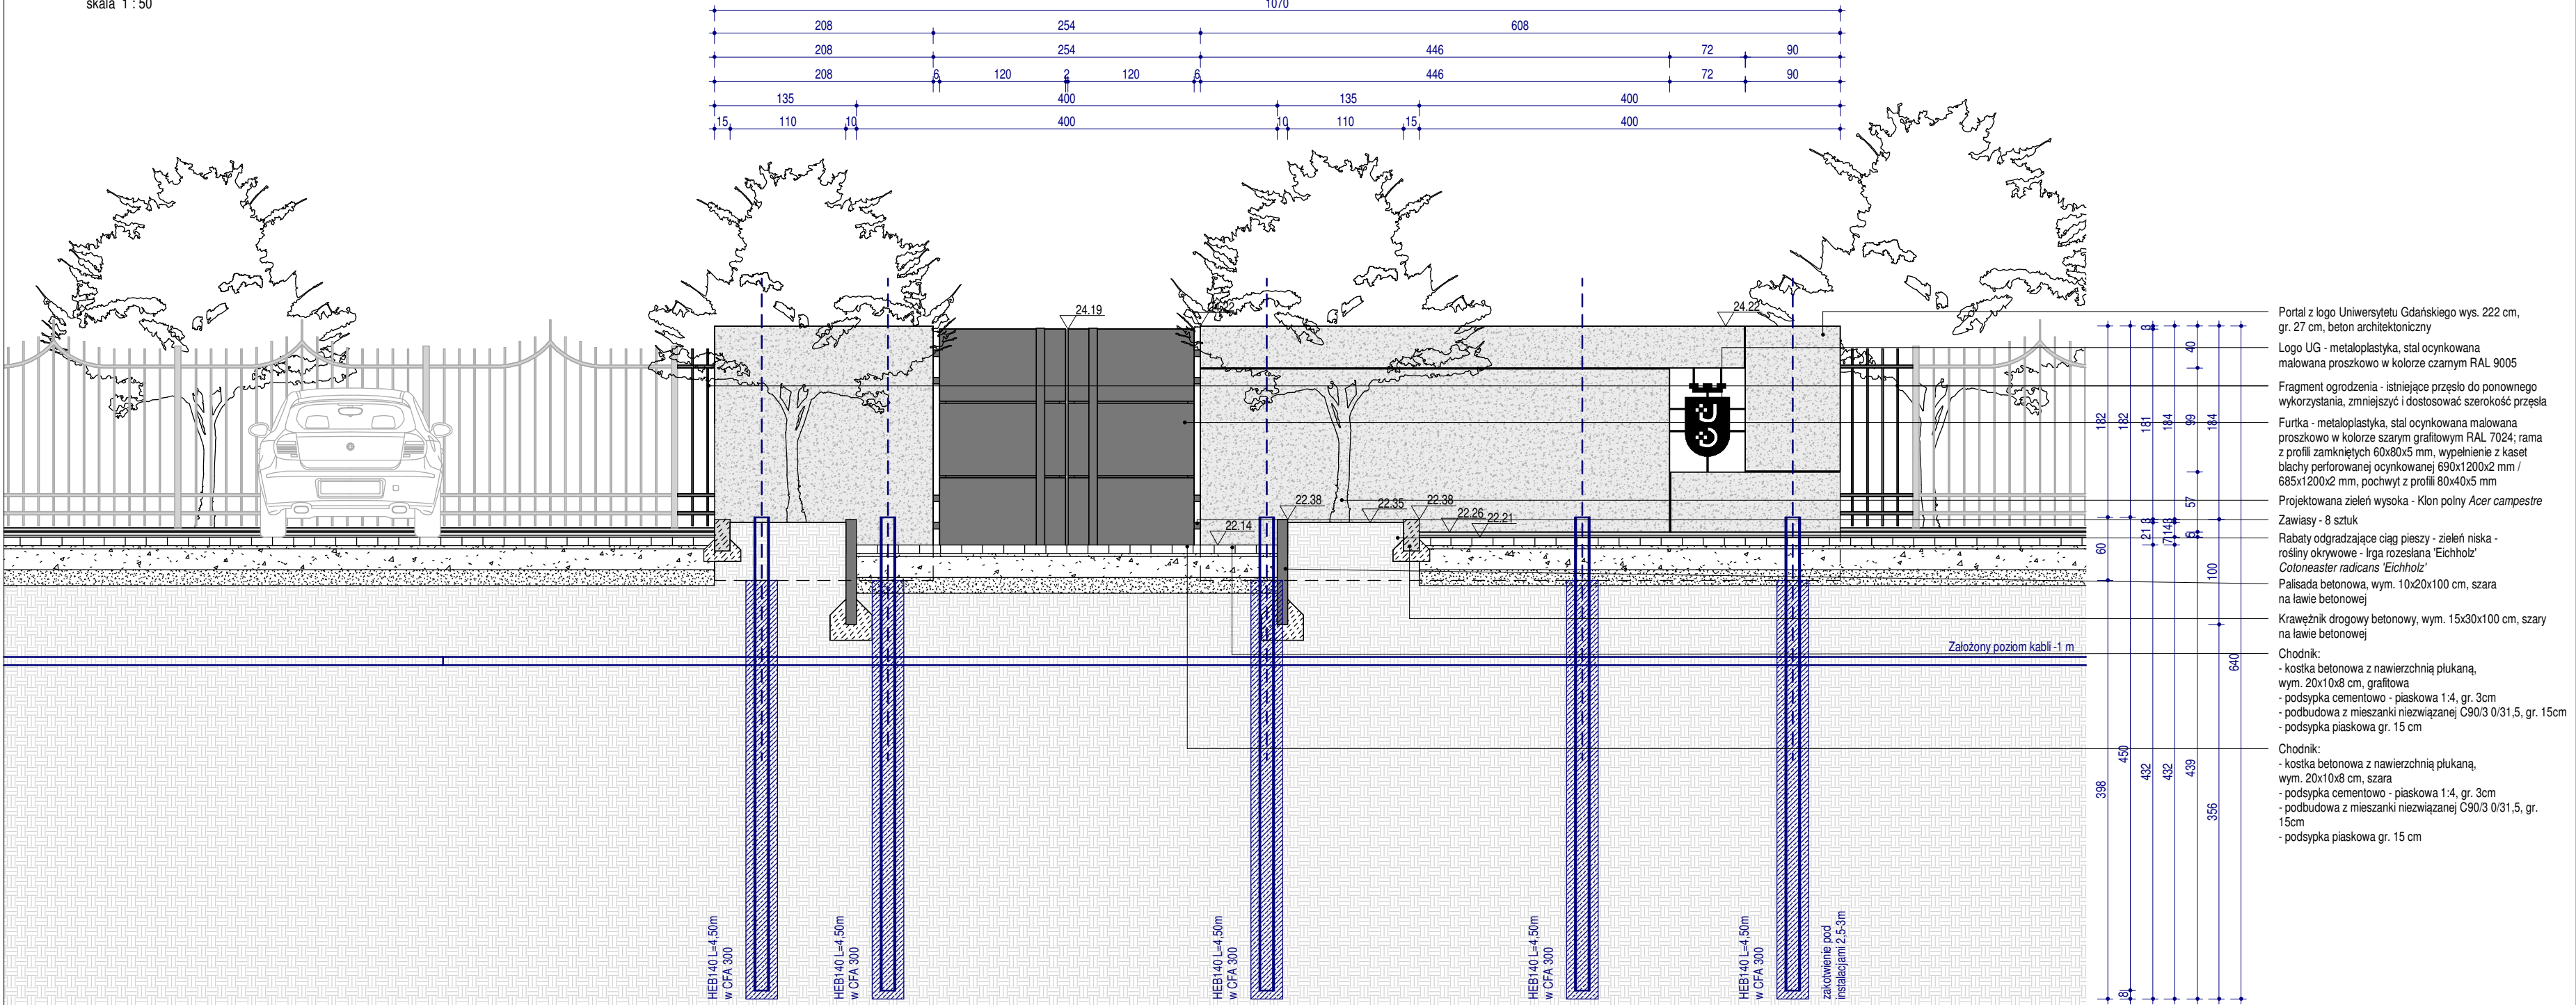 skala 1 : 50
1070
208 254 608
208 254 446 72 90
208 6 120 2 120 6 446 72 90
135 400 135 400
15 110 10 400 10 110 15 400
24.19
24.22
24.22
22.38
22.35
22.38
22.26
22.21
22.14
Portal z logo Uniwersytetu Gdańskiego wys. 222 cm,
gr. 27 cm, beton architektoniczny
Logo UG - metaloplastyka, stal ocynkowana
malowana proszkowo w kolorze czarnym RAL 9005
Fragment ogrodzenia - istniejące przęsło do ponownego
wykorzystania, zmniejszyć i dostosować szerokość przęsła
Furtka - metaloplastyka, stal ocynkowana malowana
proszkowo w kolorze szarym grafitowym RAL 7024; rama
z profili zamkniętych 60x80x5 mm, wypełnienie z kaset
blachy perforowanej ocynkowanej 690x1200x2 mm /
685x1200x2 mm, pochwyt z profili 80x40x5 mm
Projektowana zieleń wysoka - Klon polny Acer campestre
Zawiasy - 8 sztuk
Rabaty odgradzające ciąg pieszy - zieleń niska -
rośliny okrywowe - Irga rozesłana 'Eichholz'
Cotoneaster radicans 'Eichholz'
Palisada betonowa, wym. 10x20x100 cm, szara
na ławie betonowej
Krawężnik drogowy betonowy, wym. 15x30x100 cm, szary
na ławie betonowej
Chodnik:
- kostka betonowa z nawierzchnią płukaną,
wym. 20x10x8 cm, grafitowa
- podsypka cementowo - piaskowa 1:4, gr. 3cm
- podbudowa z mieszanki niezwiązanej C90/3 0/31,5, gr. 15cm
- podsypka piaskowa gr. 15 cm
Chodnik:
- kostka betonowa z nawierzchnią płukaną,
wym. 20x10x8 cm, szara
- podsypka cementowo - piaskowa 1:4, gr. 3cm
- podbudowa z mieszanki niezwiązanej C90/3 0/31,5, gr.
15cm
- podsypka piaskowa gr. 15 cm
Założony poziom kabli -1 m
182 60 398
182 450 8
181 432
184 432
40 99 57 439
184 100 356
640
HEB140 L=4,50m
w CFA 300
HEB140 L=4,50m
w CFA 300
HEB140 L=4,50m
w CFA 300
HEB140 L=4,50m
w CFA 300
HEB140 L=4,50m
w CFA 300
zakotwienie pod
instalacjami 2,5-3m